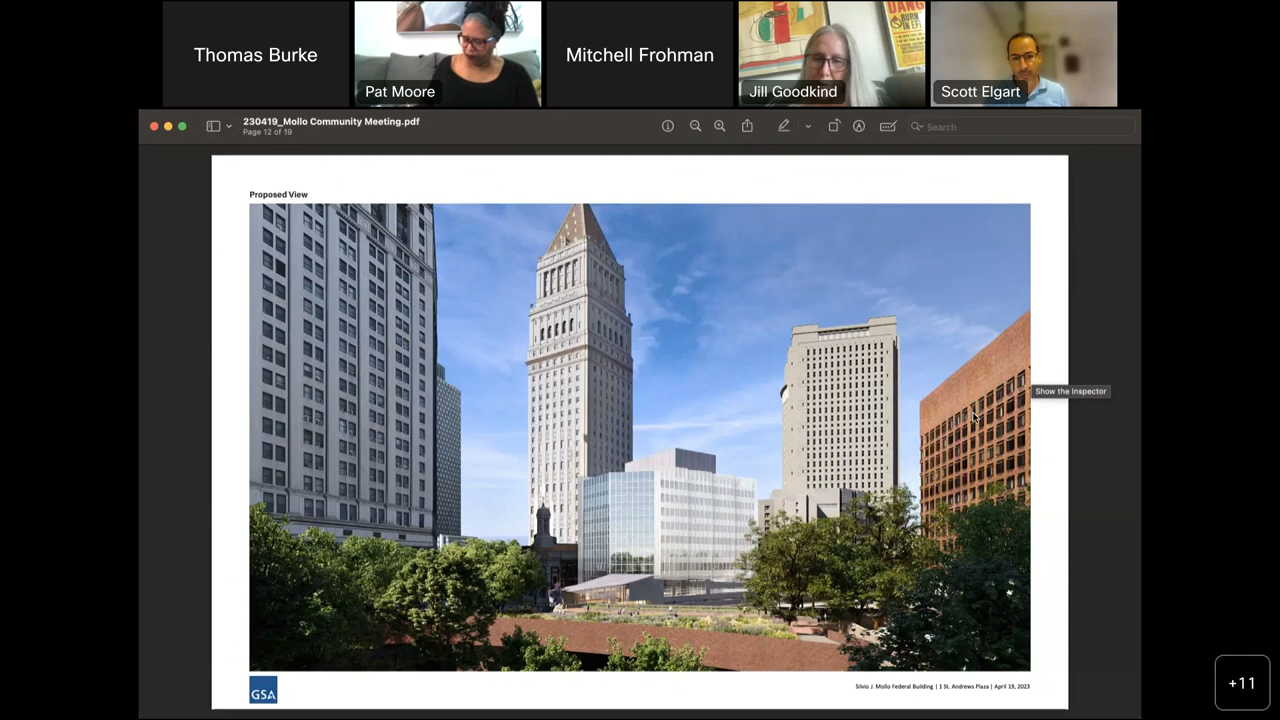 Thomas Burke
Pat Moore
Mitchell Frohman
Jill Goodkind
Scott Elgart
230419_Mollo Community Meeting.pdf
Page 12 of 19
Search
Proposed View
Show the Inspector
GSA
Silvio J. Mollo Federal Building | 1 St. Andrews Plaza | April 19, 2023
+11